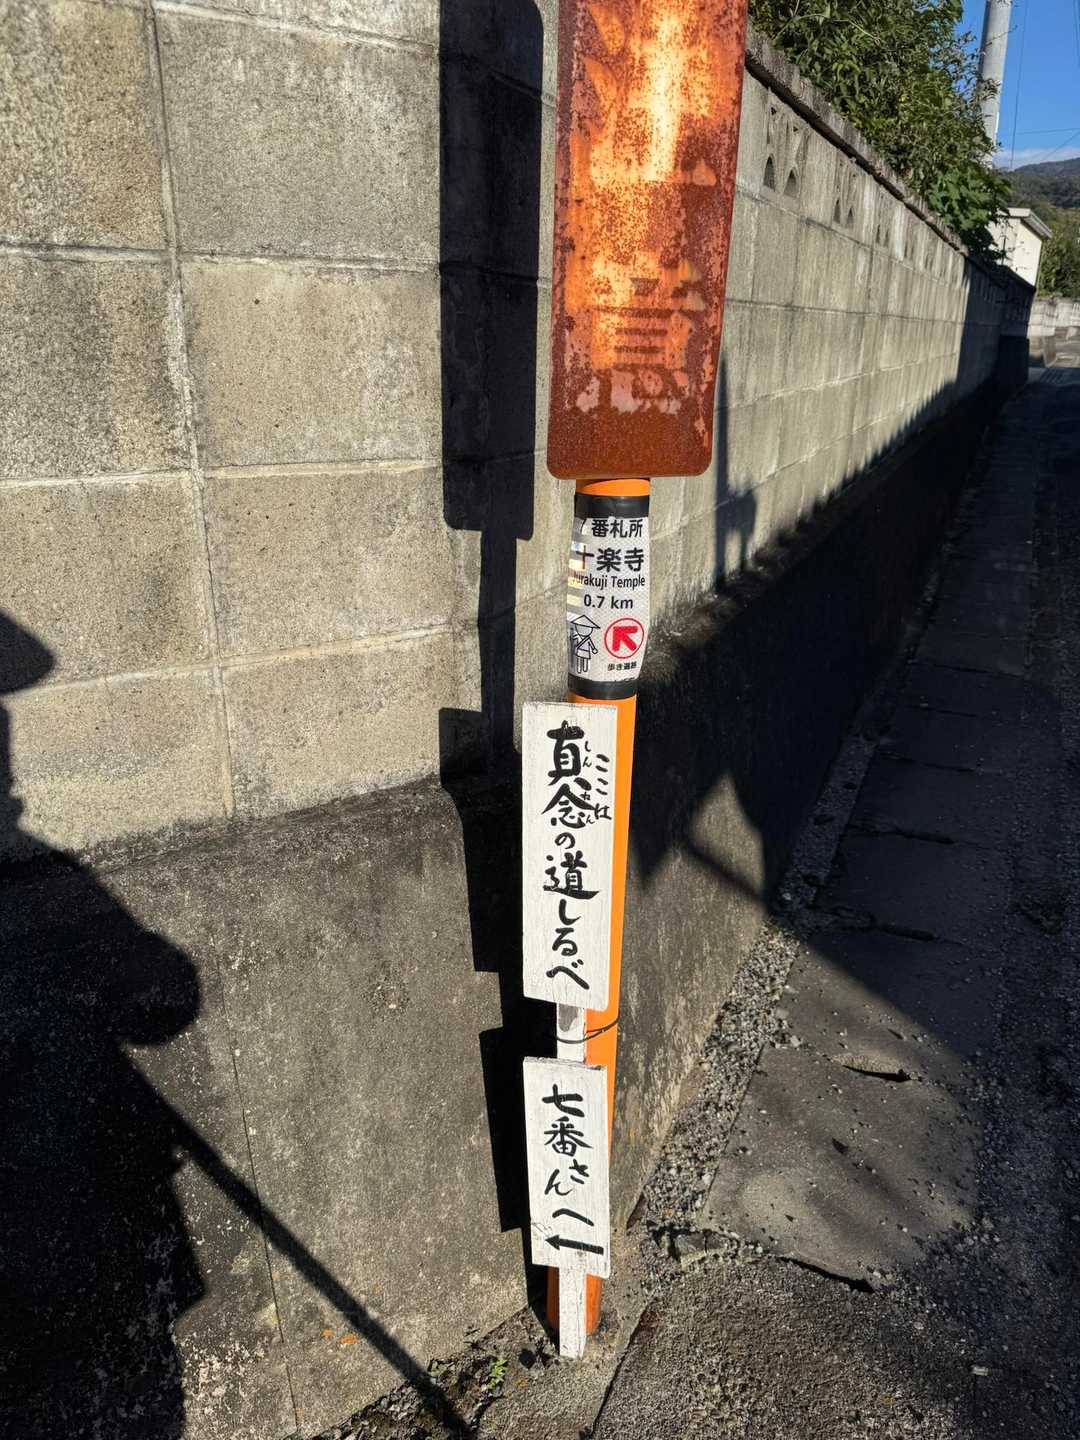 7番札所
十楽寺
Jurakuji Temple
0.7 km
歩き遍路
ここは
真念の道しるべ
しんねん
七番さんへ